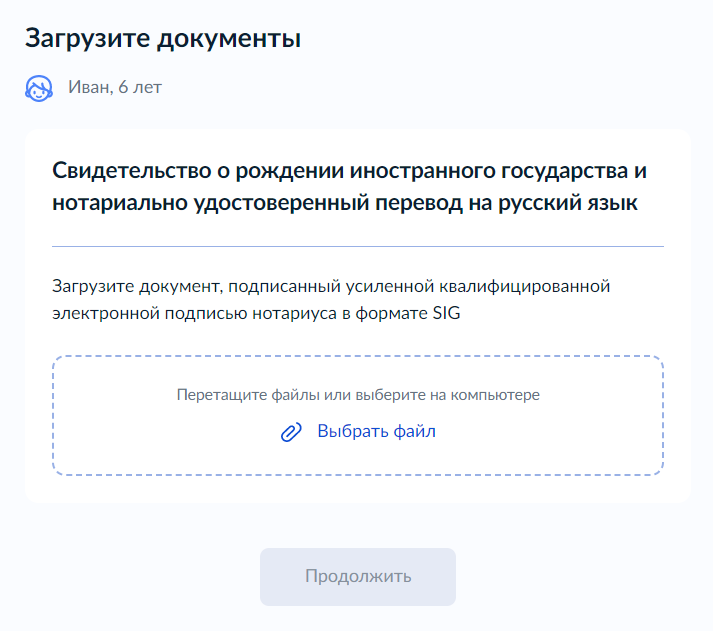 Загрузите документы
Иван, 6 лет
Свидетельство о рождении иностранного государства и
нотариально удостоверенный перевод на русский язык
Загрузите документ, подписанный усиленной квалифицированной
электронной подписью нотариуса в формате SIG
Перетащите файлы или выберите на компьютере
Выбрать файл
Продолжить